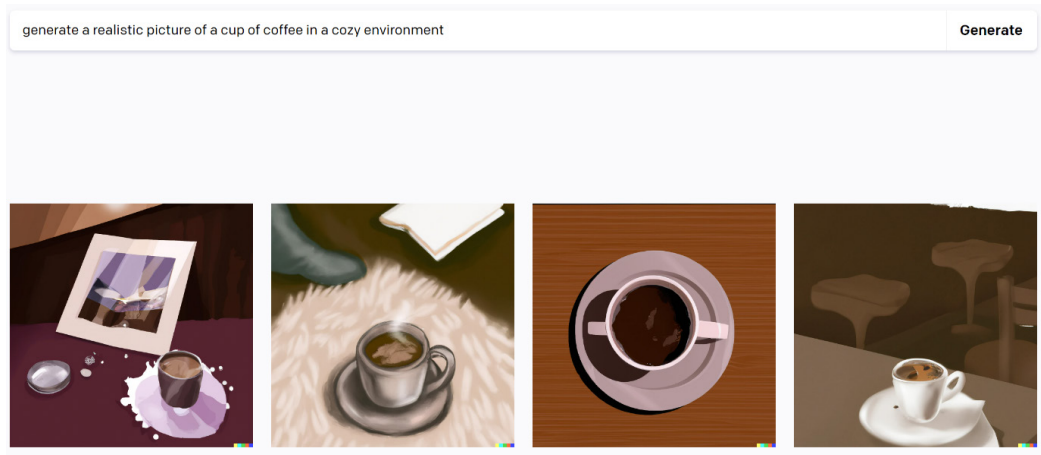 generate a realistic picture of a cup of coffee in a cozy environment
Generate